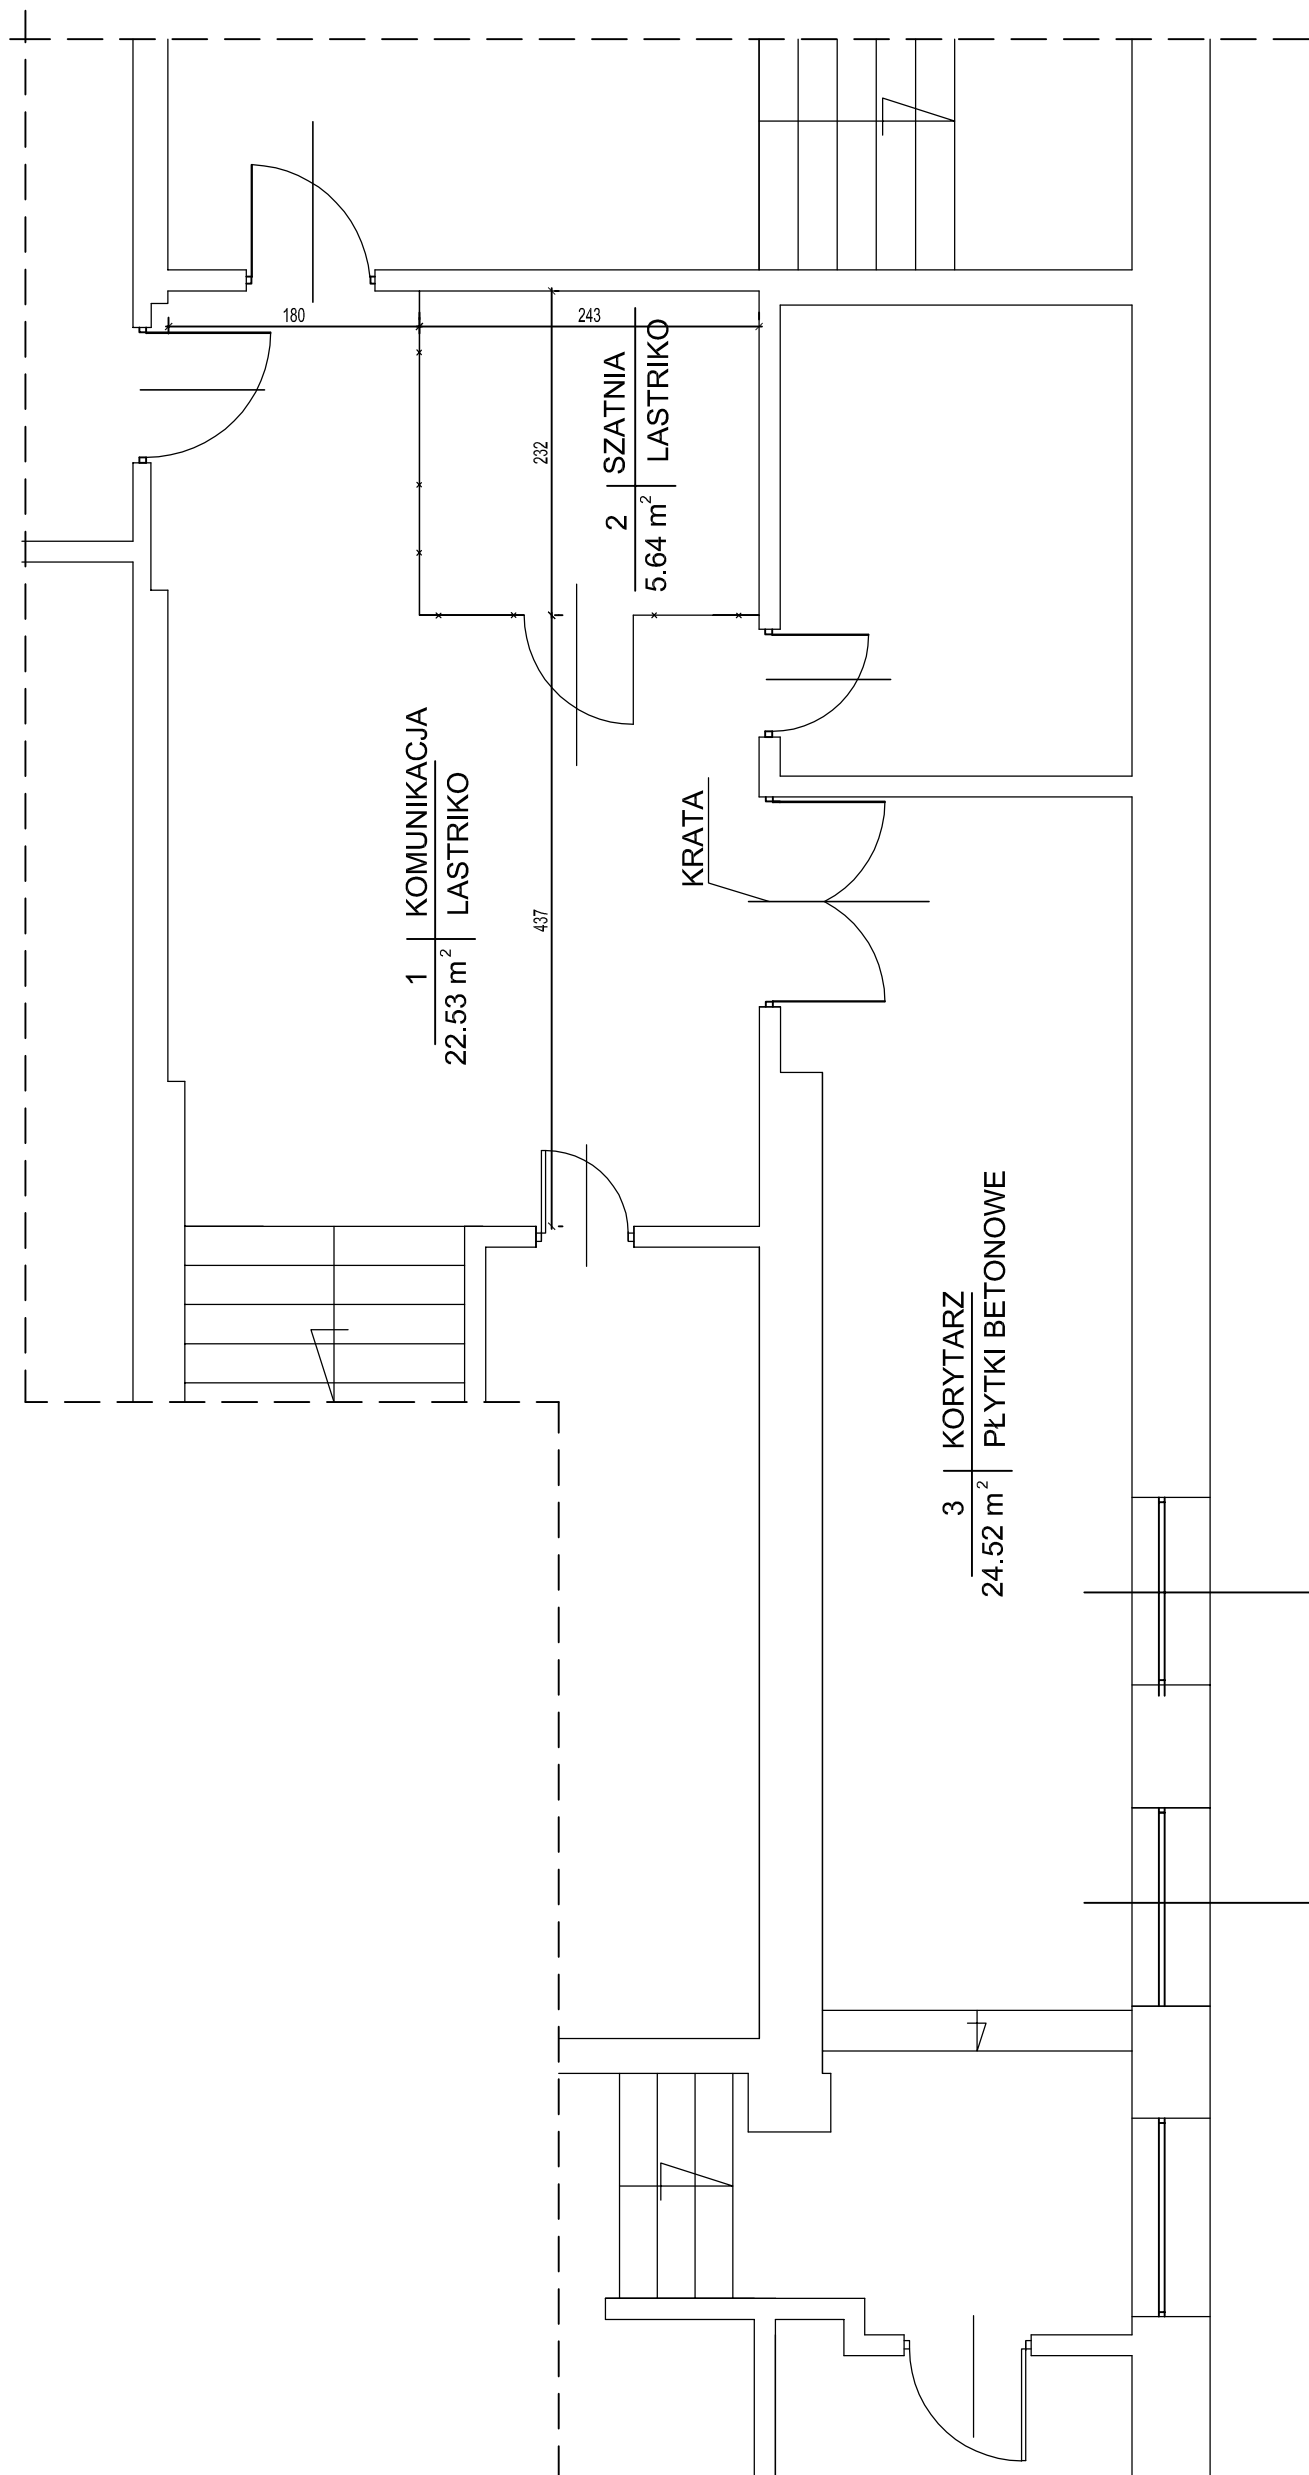 180
243
232
2 SZATNIA
5.64 m² LASTRIKO
1 KOMUNIKACJA
22.53 m² LASTRIKO
437
KRATA
3 KORYTARZ
24.52 m² PŁYTKI BETONOWE